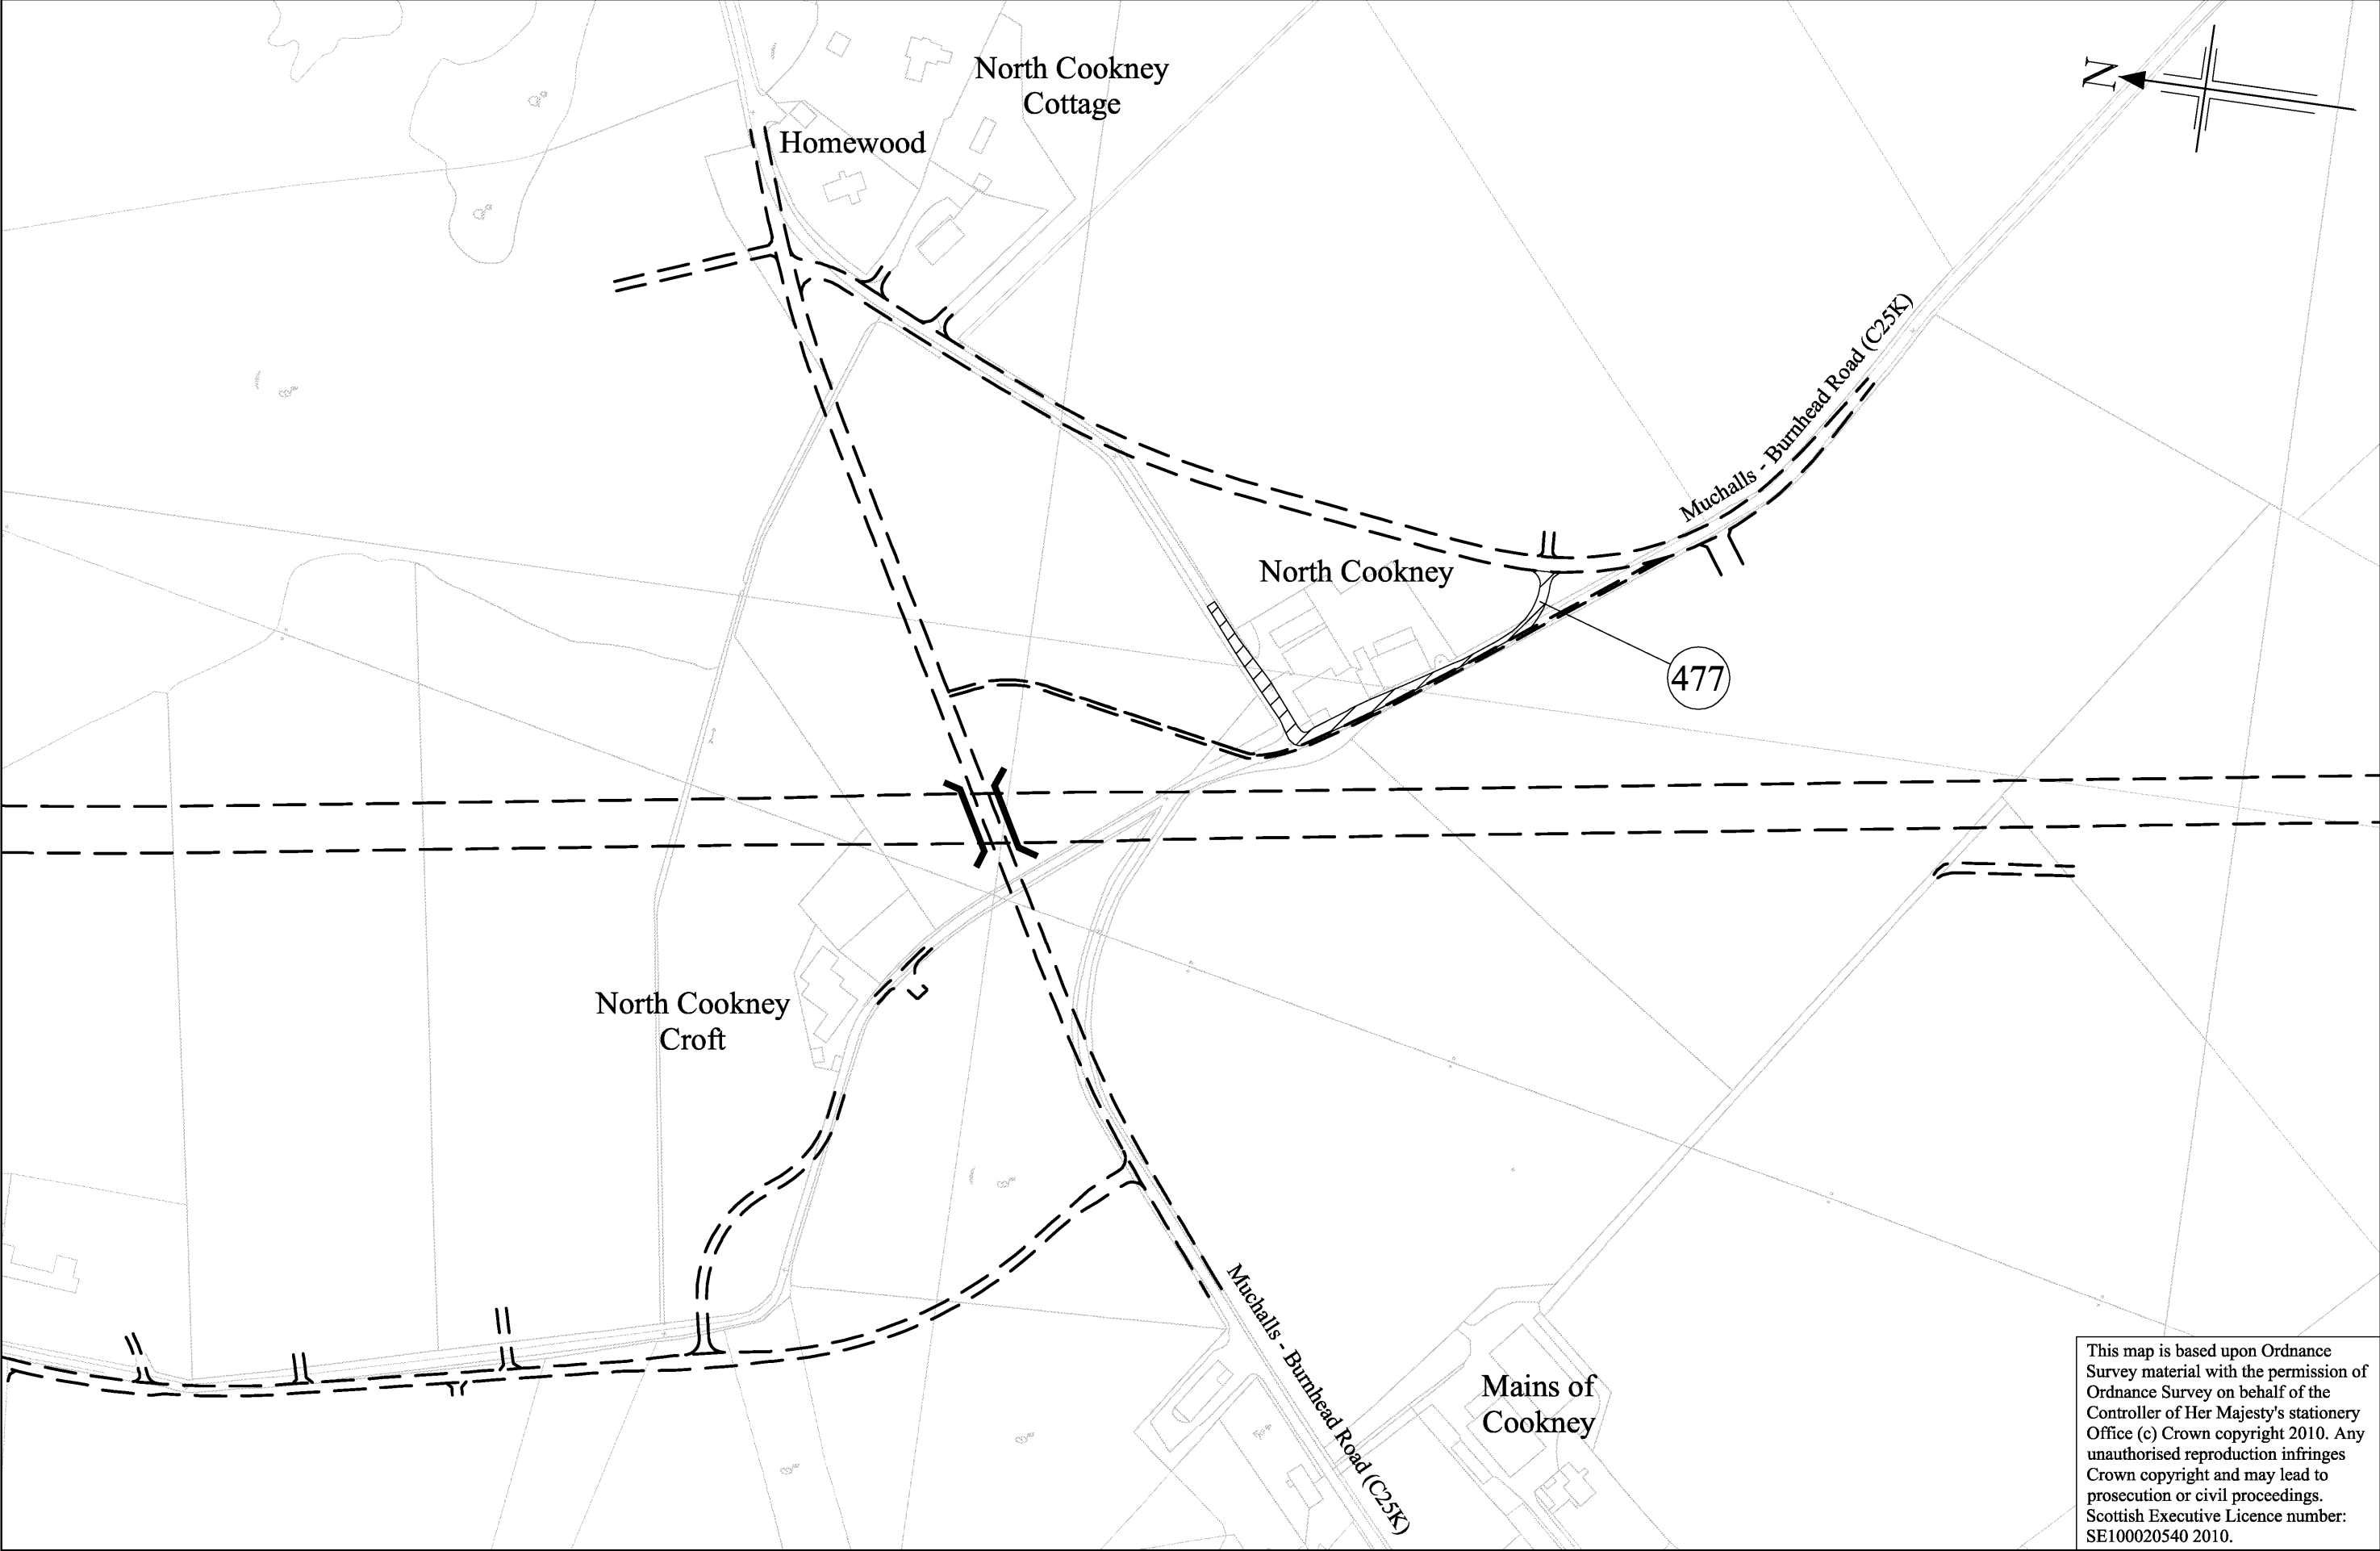 North Cookney
Cottage
Homewood
N
Muchalls - Burnhead Road (C25K)
North Cookney
477
North Cookney
Croft
Muchalls - Burnhead Road (C25K)
Mains of
Cookney
This map is based upon Ordnance
Survey material with the permission of
Ordnance Survey on behalf of the
Controller of Her Majesty's stationery
Office (c) Crown copyright 2010. Any
unauthorised reproduction infringes
Crown copyright and may lead to
prosecution or civil proceedings.
Scottish Executive Licence number:
SE100020540 2010.